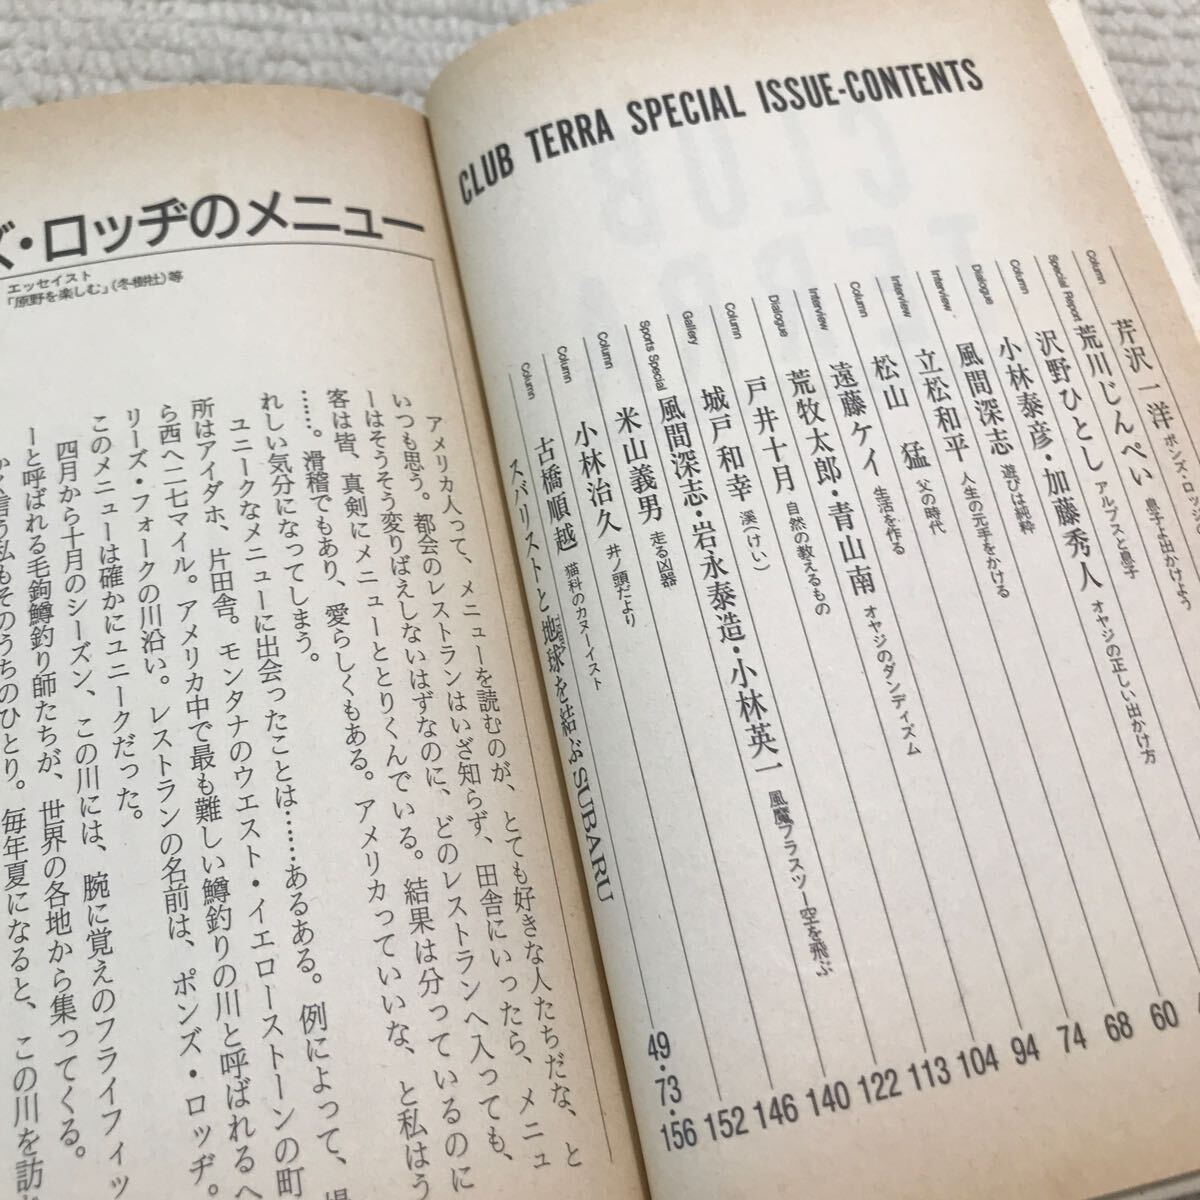 CLUB TERRA SPECIAL ISSUE-CONTENTS
Column 芹沢一洋 ポンズ・ロッヂ
Special Report 荒川じんぺい 息子よ出かけよう
Column 沢野ひとし アルプスと息子
Dialogue 小林泰彦・加藤秀人 オヤジの正しい出かけ方
Interview 風間深志 遊びは純粋
Interview 立松和平 人生の元手をかける
Column 松山 猛 父の時代
Interview 遠藤ケイ 生活を作る
Dialogue 荒牧太郎・青山南 オヤジのダンディズム
Column 戸井十月 自然の教えるもの
Gallery 城戸和幸 渓(けい)
Sports Special 風間深志・岩永泰造・小林英一 風魔プラスツー空を飛ぶ
Column 米山義男 走る凶器
Column 小林治久 井ノ頭だより
Column 古橋順越 猫科のカヌーイスト
スバリストと地球を結ぶSUBARU
60
68
74
94
104
113
122
140
146
152
49・73・156
ズ・ロッヂのメニュー
エッセイスト
「原野を楽しむ」(冬樹社)等
アメリカ人って、メニューを読むのが、とても好きな人たちだな、と
いつも思う。都会のレストランはいざ知らず、田舎にいったら、メニュ
ーはそうそう変りばえしないはずなのに、どのレストランへ入っても、
客は皆、真剣にメニューととりくんでいる。結果は分っているのに
……。滑稽でもあり、愛らしくもある。アメリカっていいな、と私はう
れしい気分になってしまう。
ユニークなメニューに出会ったことは……あるある。例によって、場
所はアイダホ、片田舎。モンタナのウエスト・イエローストーンの町
ら西へ二七マイル。アメリカ中で最も難しい鱒釣りの川と呼ばれるヘ
リーズ・フォークの川沿い。レストランの名前は、ポンズ・ロッヂ。
このメニューは確かにユニークだった。
四月から十月のシーズン、この川には、腕に覚えのフライフィッ
ーと呼ばれる毛鉤鱒釣り師たちが、世界の各地から集ってくる。
言う私もそのうちのひとり。毎年夏になると、この川を訪